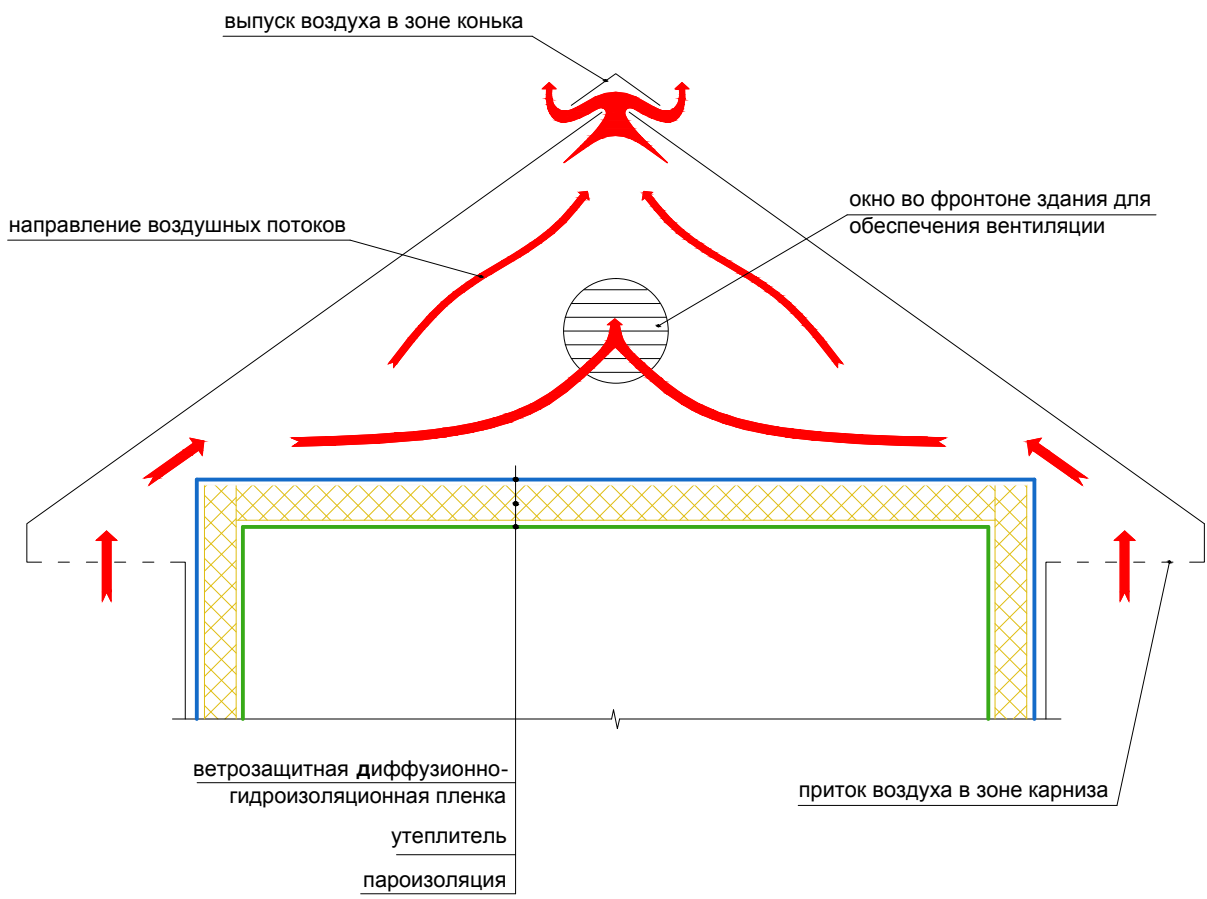 выпуск воздуха в зоне конька
окно во фронтоне здания для
обеспечения вентиляции
направление воздушных потоков
ветрозащитная диффузионно-
гидроизоляционная пленка
приток воздуха в зоне карниза
утеплитель
пароизоляция